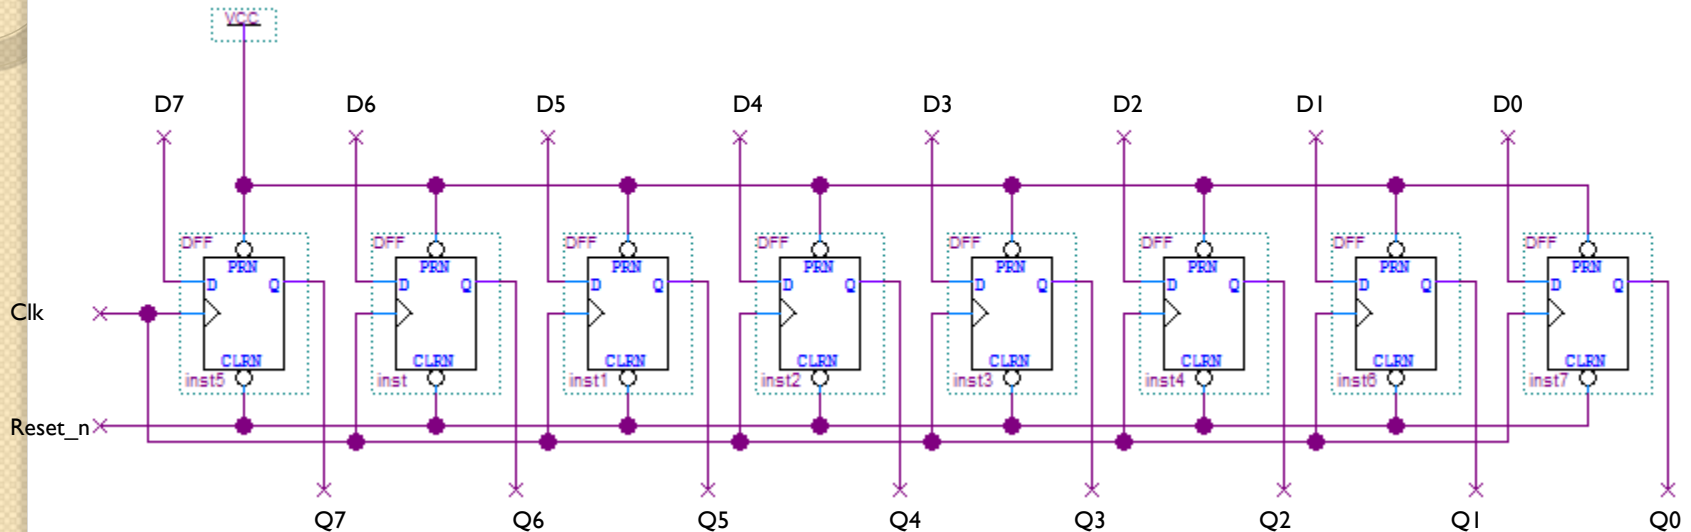 VCC
D7 D6 D5 D4 D3 D2 D1 D0
DFF DFF DFF DFF DFF DFF DFF DFF
PRN PRN PRN PRN PRN PRN PRN PRN
D Q D Q D Q D Q D Q D Q D Q D Q
Clk
CLRN CLRN CLRN CLRN CLRN CLRN CLRN CLRN
inst5 inst inst1 inst2 inst3 inst4 inst6 inst7
Reset_n
Q7 Q6 Q5 Q4 Q3 Q2 Q1 Q0